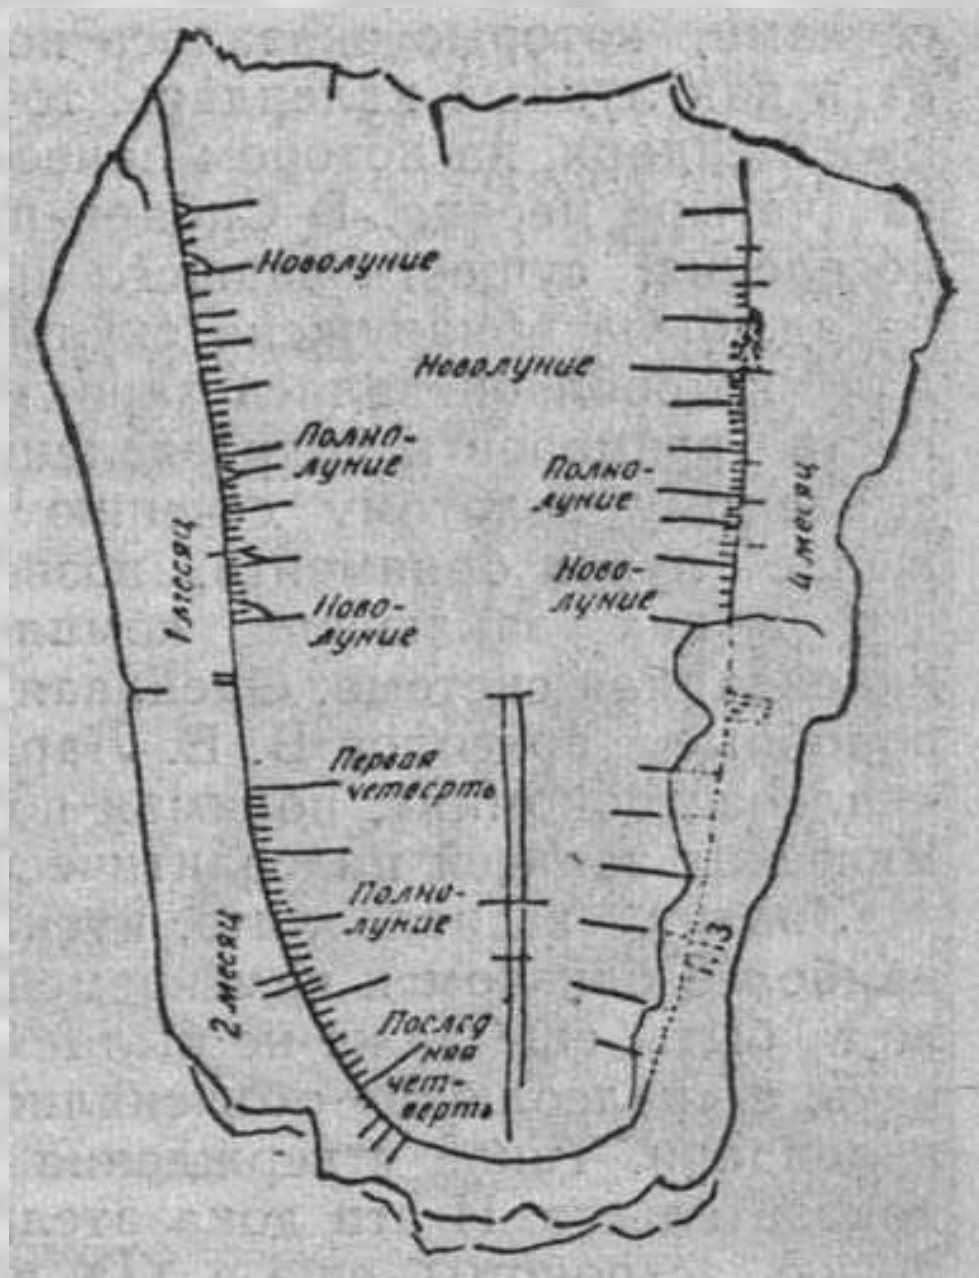 Новолуние
Новолуние
Полно-
луние
Полно-
луние
1 месяц
4 месяц
Ново-
луние
Ново-
луние
Первая
четверть
Полно-
луние
2 месяц
Послед
няя
чет-
верть